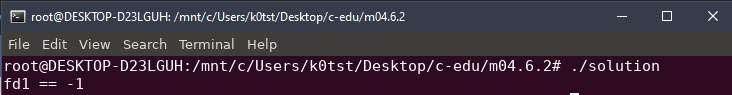 root@DESKTOP-D23LGUH: /mnt/c/Users/k0tst/Desktop/c-edu/m04.6.2
File Edit View Search Terminal Help
root@DESKTOP-D23LGUH:/mnt/c/Users/k0tst/Desktop/c-edu/m04.6.2# ./solution
fd1 == -1